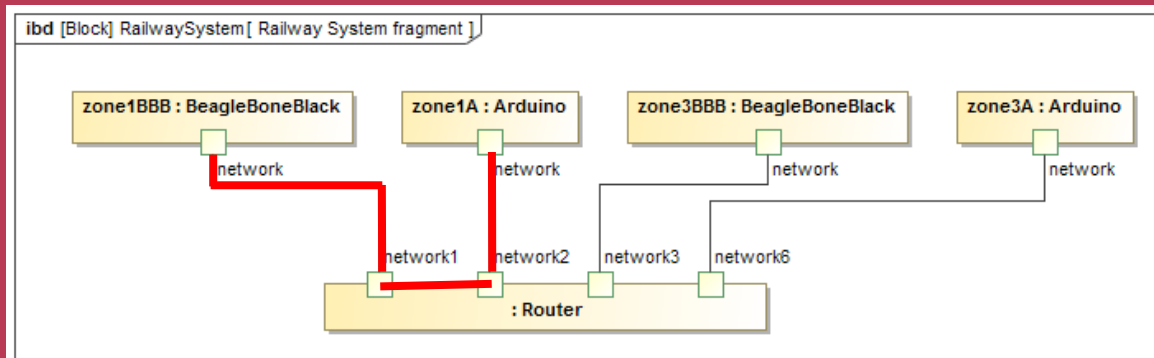 ibd [Block] RailwaySystem[ Railway System fragment ]
zone1BBB : BeagleBoneBlack
zone1A : Arduino
zone3BBB : BeagleBoneBlack
zone3A : Arduino
network
network
network
network
network1
network2
network3
network6
: Router